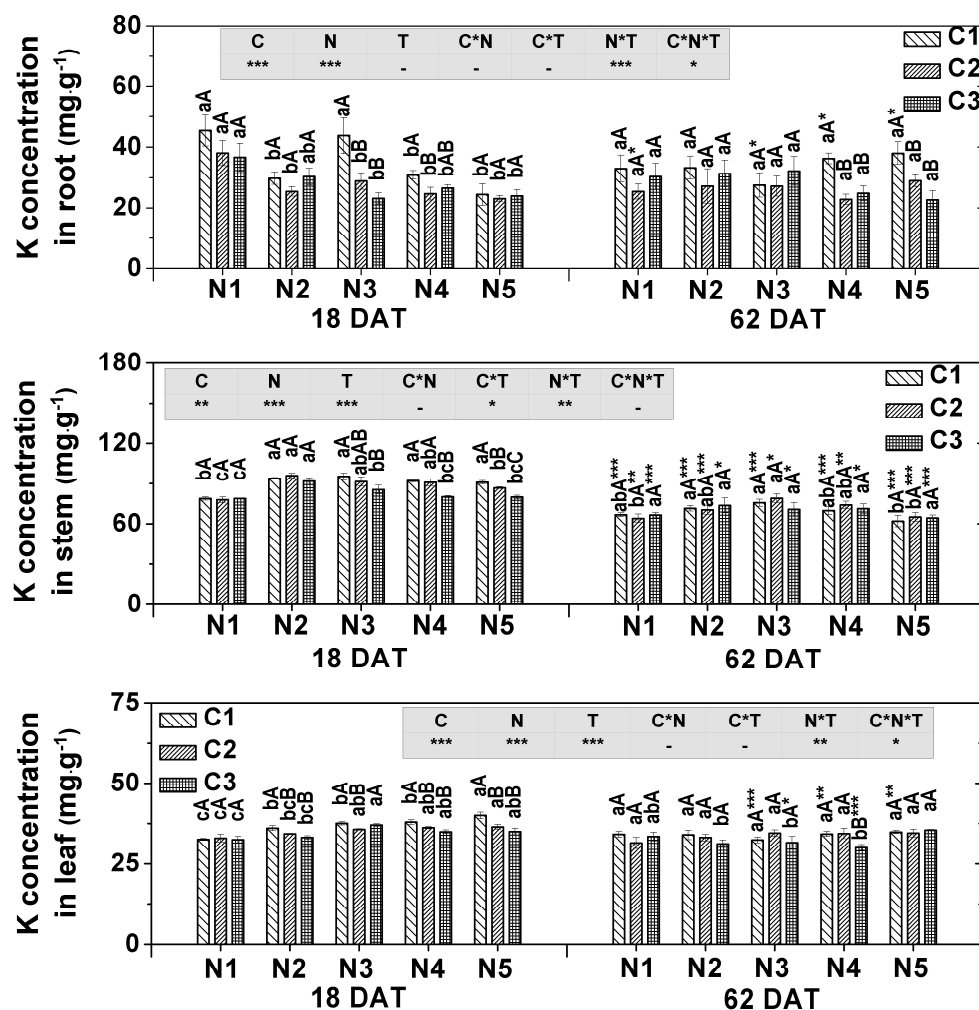 K concentration
in root (mg·g-1)
80
60
40
20
0
C N T C*N C*T N*T C*N*T
*** *** - - - *** *
C1
C2
C3
aA aA aA bA bA abA aA bB bB bA bB bAB bA bA bA aA aA* aA aA aA aA aA* aA aA aA* aB aB aA* aB aB
N1 N2 N3 N4 N5 N1 N2 N3 N4 N5
18 DAT 62 DAT
K concentration
in stem (mg·g-1)
180
120
60
0
C N T C*N C*T N*T C*N*T
** *** *** - * ** -
C1
C2
C3
bA cA cA aA aA aA aA abAB bB aA abA bcB aA bB bcC abA*** bA** aA*** aA*** abA*** aA* aA*** aA* aA* abA*** abA** aA* bA*** bA*** aA***
N1 N2 N3 N4 N5 N1 N2 N3 N4 N5
18 DAT 62 DAT
K concentration
in leaf (mg·g-1)
75
50
25
0
C1
C2
C3
C N T C*N C*T N*T C*N*T
*** *** *** - - ** *
cA cA cA bA bcB bcB bA abB aA bA abB abB aA aB abB aA aA abA aA aA bA aA*** aA bA* aA** aA bB*** aA** aA aA
N1 N2 N3 N4 N5 N1 N2 N3 N4 N5
18 DAT 62 DAT